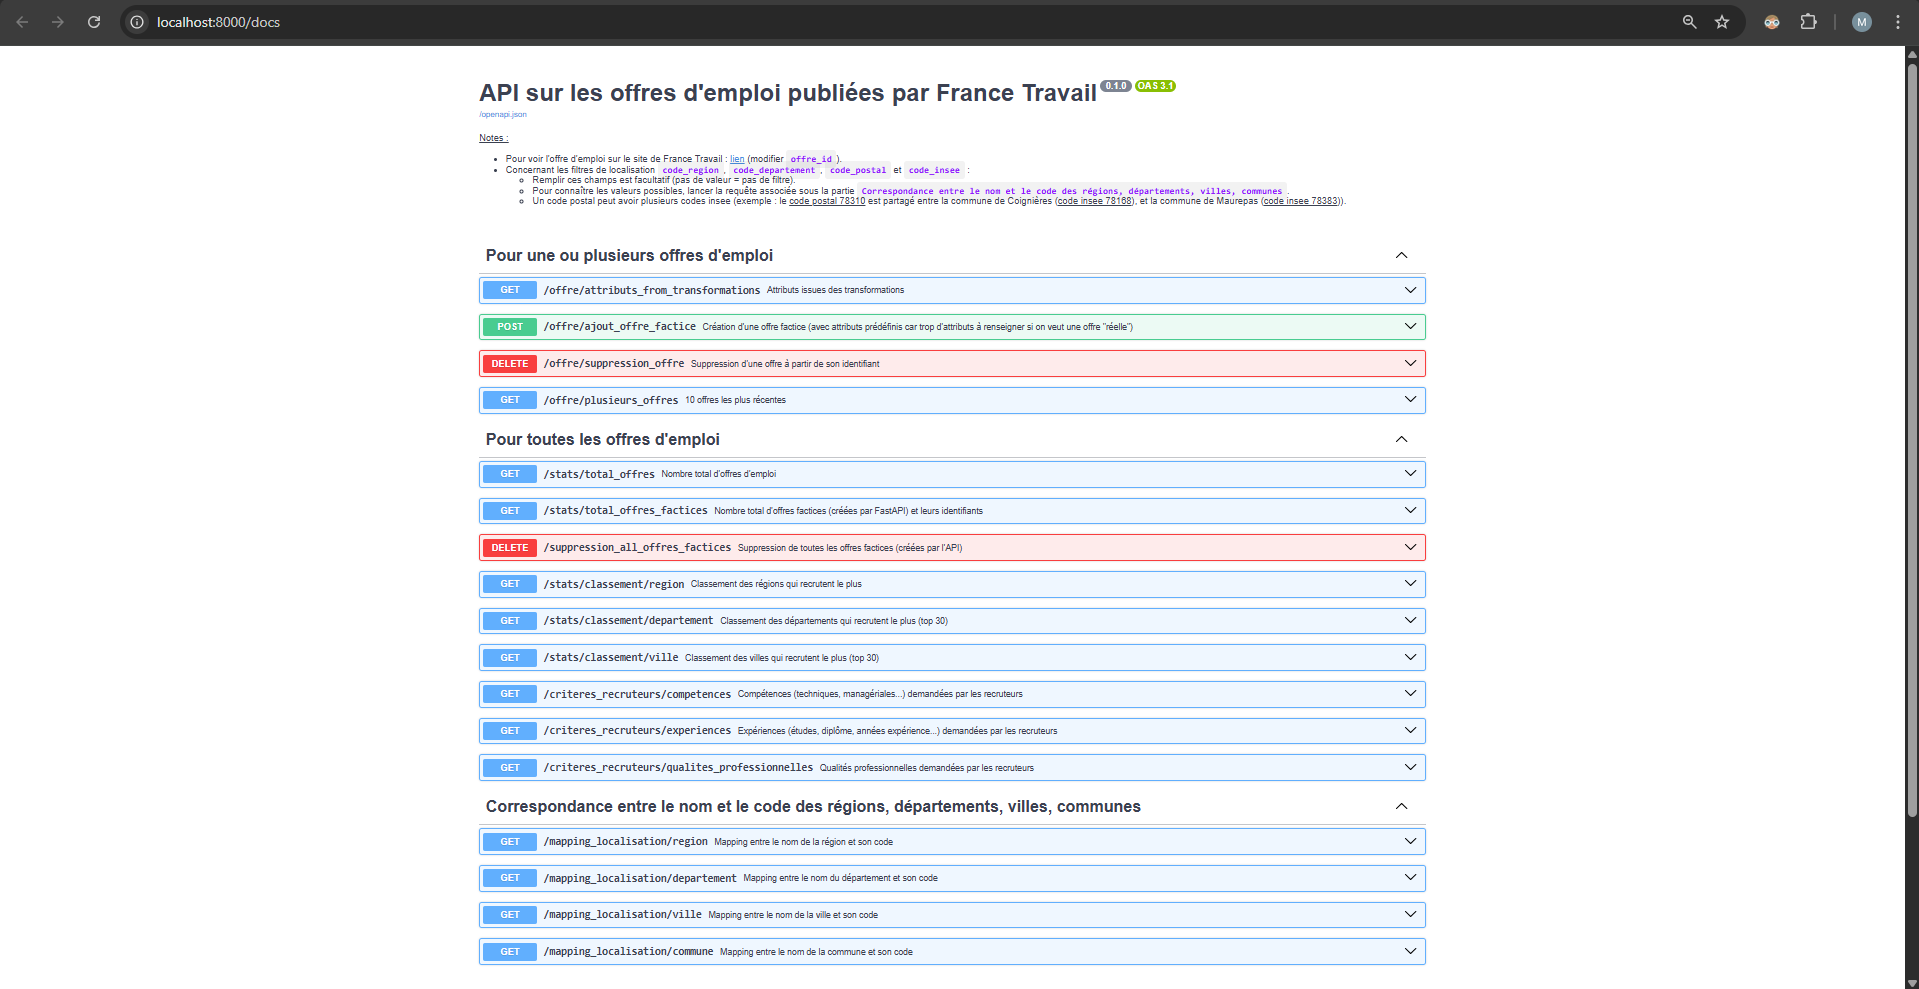 localhost:8000/docs
M
API sur les offres d'emploi publiées par France Travail 0.1.0 OAS 3.1
/openapi.json
Notes :
• Pour voir l'offre d'emploi sur le site de France Travail : lien (modifier offre_id ).
• Concernant les filtres de localisation code_region , code_departement , code_postal et code_insee :
Remplir ces champs est facultatif (pas de valeur = pas de filtre).
Pour connaître les valeurs possibles, lancer la requête associée sous la partie Correspondance entre le nom et le code des régions, départements, villes, communes .
Un code postal peut avoir plusieurs codes insee (exemple : le code postal 78310 est partagé entre la commune de Coignières (code insee 78168), et la commune de Maurepas (code insee 78383)).
Pour une ou plusieurs offres d'emploi
GET /offre/attributs_from_transformations Attributs issues des transformations
POST /offre/ajout_offre_factice Création d'une offre factice (avec attributs prédéfinis car trop d'attributs à renseigner si on veut une offre "réelle")
DELETE /offre/suppression_offre Suppression d'une offre à partir de son identifiant
GET /offre/plusieurs_offres 10 offres les plus récentes
Pour toutes les offres d'emploi
GET /stats/total_offres Nombre total d'offres d'emploi
GET /stats/total_offres_factices Nombre total d'offres factices (créées par FastAPI) et leurs identifiants
DELETE /suppression_all_offres_factices Suppression de toutes les offres factices (créées par l'API)
GET /stats/classement/region Classement des régions qui recrutent le plus
GET /stats/classement/departement Classement des départements qui recrutent le plus (top 30)
GET /stats/classement/ville Classement des villes qui recrutent le plus (top 30)
GET /criteres_recruteurs/competences Compétences (techniques, managériales...) demandées par les recruteurs
GET /criteres_recruteurs/experiences Expériences (études, diplôme, années expérience...) demandées par les recruteurs
GET /criteres_recruteurs/qualites_professionnelles Qualités professionnelles demandées par les recruteurs
Correspondance entre le nom et le code des régions, départements, villes, communes
GET /mapping_localisation/region Mapping entre le nom de la région et son code
GET /mapping_localisation/departement Mapping entre le nom du département et son code
GET /mapping_localisation/ville Mapping entre le nom de la ville et son code
GET /mapping_localisation/commune Mapping entre le nom de la commune et son code